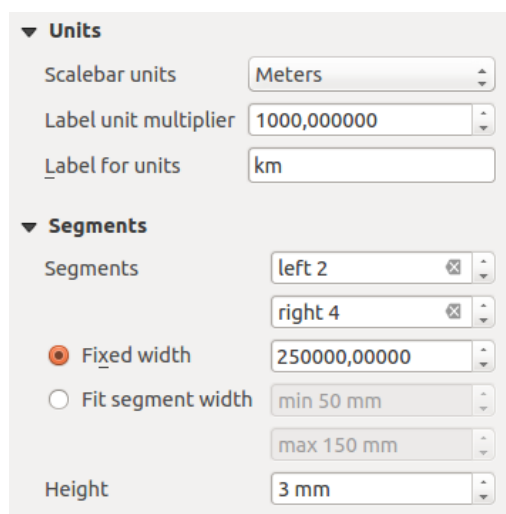 Units
Scalebar units Meters
Label unit multiplier 1000,000000
Label for units km
Segments
Segments left 2
right 4
Fixed width 250000,00000
Fit segment width min 50 mm
max 150 mm
Height 3 mm